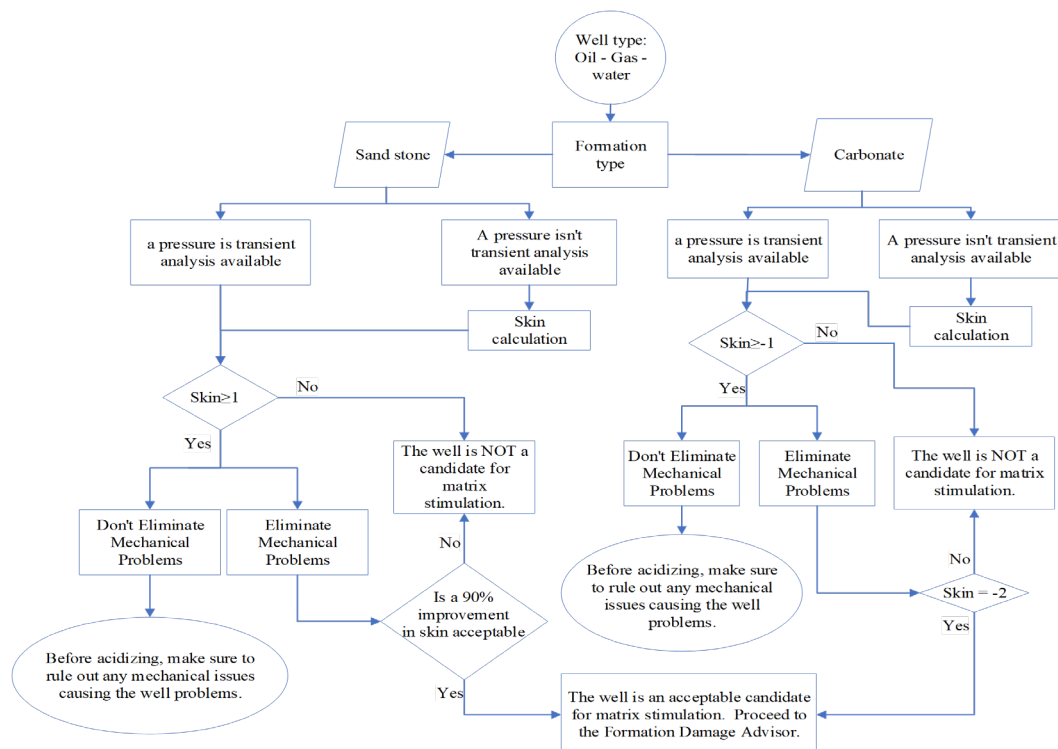 Well type:
Oil - Gas -
water
Formation
type
Sand stone
Carbonate
a pressure is transient
analysis available
A pressure isn't
transient analysis
available
a pressure is transient
analysis available
A pressure isn't transient
analysis available
Skin
calculation
Skin
calculation
Skin≥-1
No
Yes
Skin≥1
No
Yes
The well is NOT a
candidate for
matrix
stimulation.
Don't Eliminate
Mechanical
Problems
Eliminate
Mechanical
Problems
The well is NOT a
candidate for matrix
stimulation.
Don't Eliminate
Mechanical
Problems
Eliminate
Mechanical
Problems
No
No
Before acidizing, make sure
to rule out any mechanical
issues causing the well
problems.
Skin = -2
Is a 90%
improvement
in skin acceptable
Yes
Before acidizing, make sure to
rule out any mechanical issues
causing the well problems.
Yes
The well is an acceptable candidate
for matrix stimulation. Proceed to
the Formation Damage Advisor.